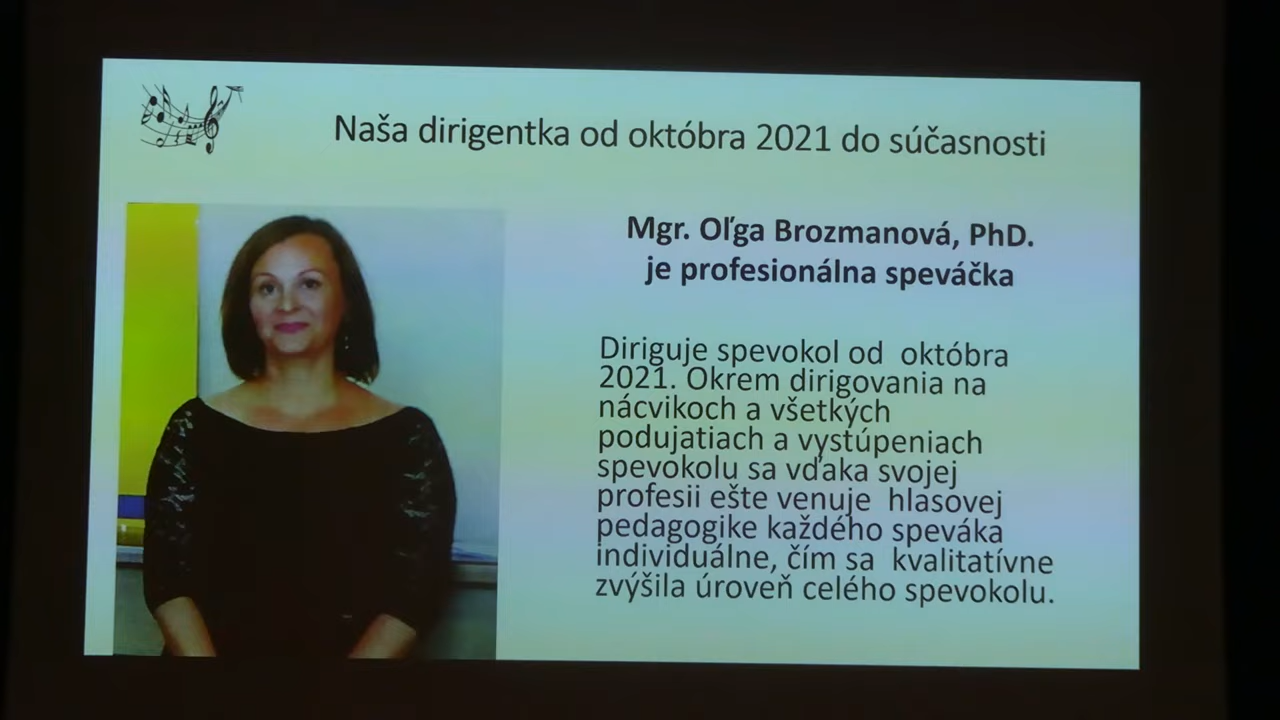 Naša dirigentka od októbra 2021 do súčasnosti
Mgr. Oľga Brozmanová, PhD.
je profesionálna speváčka
Diriguje spevokol od októbra
2021. Okrem dirigovania na
nácvikoch a všetkých
podujatiach a vystúpeniach
spevokolu sa vďaka svojej
profesii ešte venuje hlasovej
pedagogike každého speváka
individuálne, čím sa kvalitatívne
zvýšila úroveň celého spevokolu.